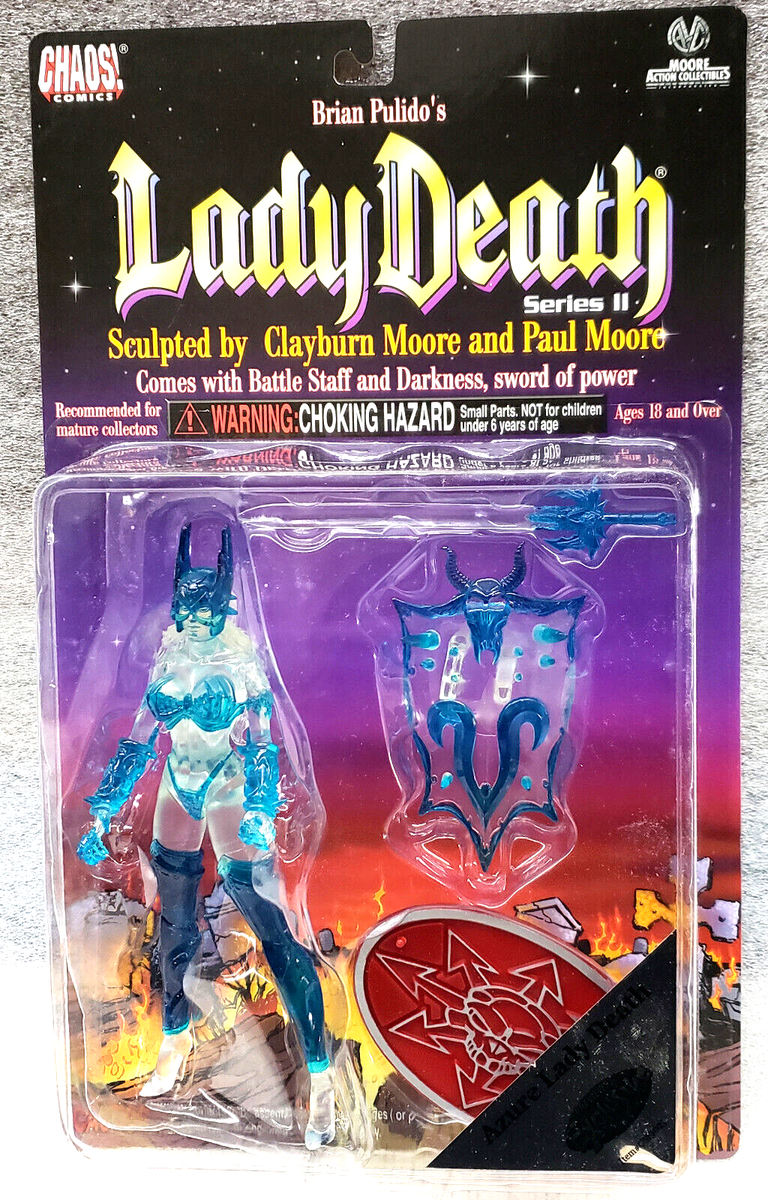 CHAOS!®
COMICS
MOORE
ACTION COLLECTIBLES
Brian Pulido's
Lady Death®
Series II
Sculpted by Clayburn Moore and Paul Moore
Comes with Battle Staff and Darkness, sword of power
Recommended for
mature collectors
WARNING: CHOKING HAZARD
Small Parts. NOT for children
under 6 years of age
Ages 18 and Over
Azure Lady Death